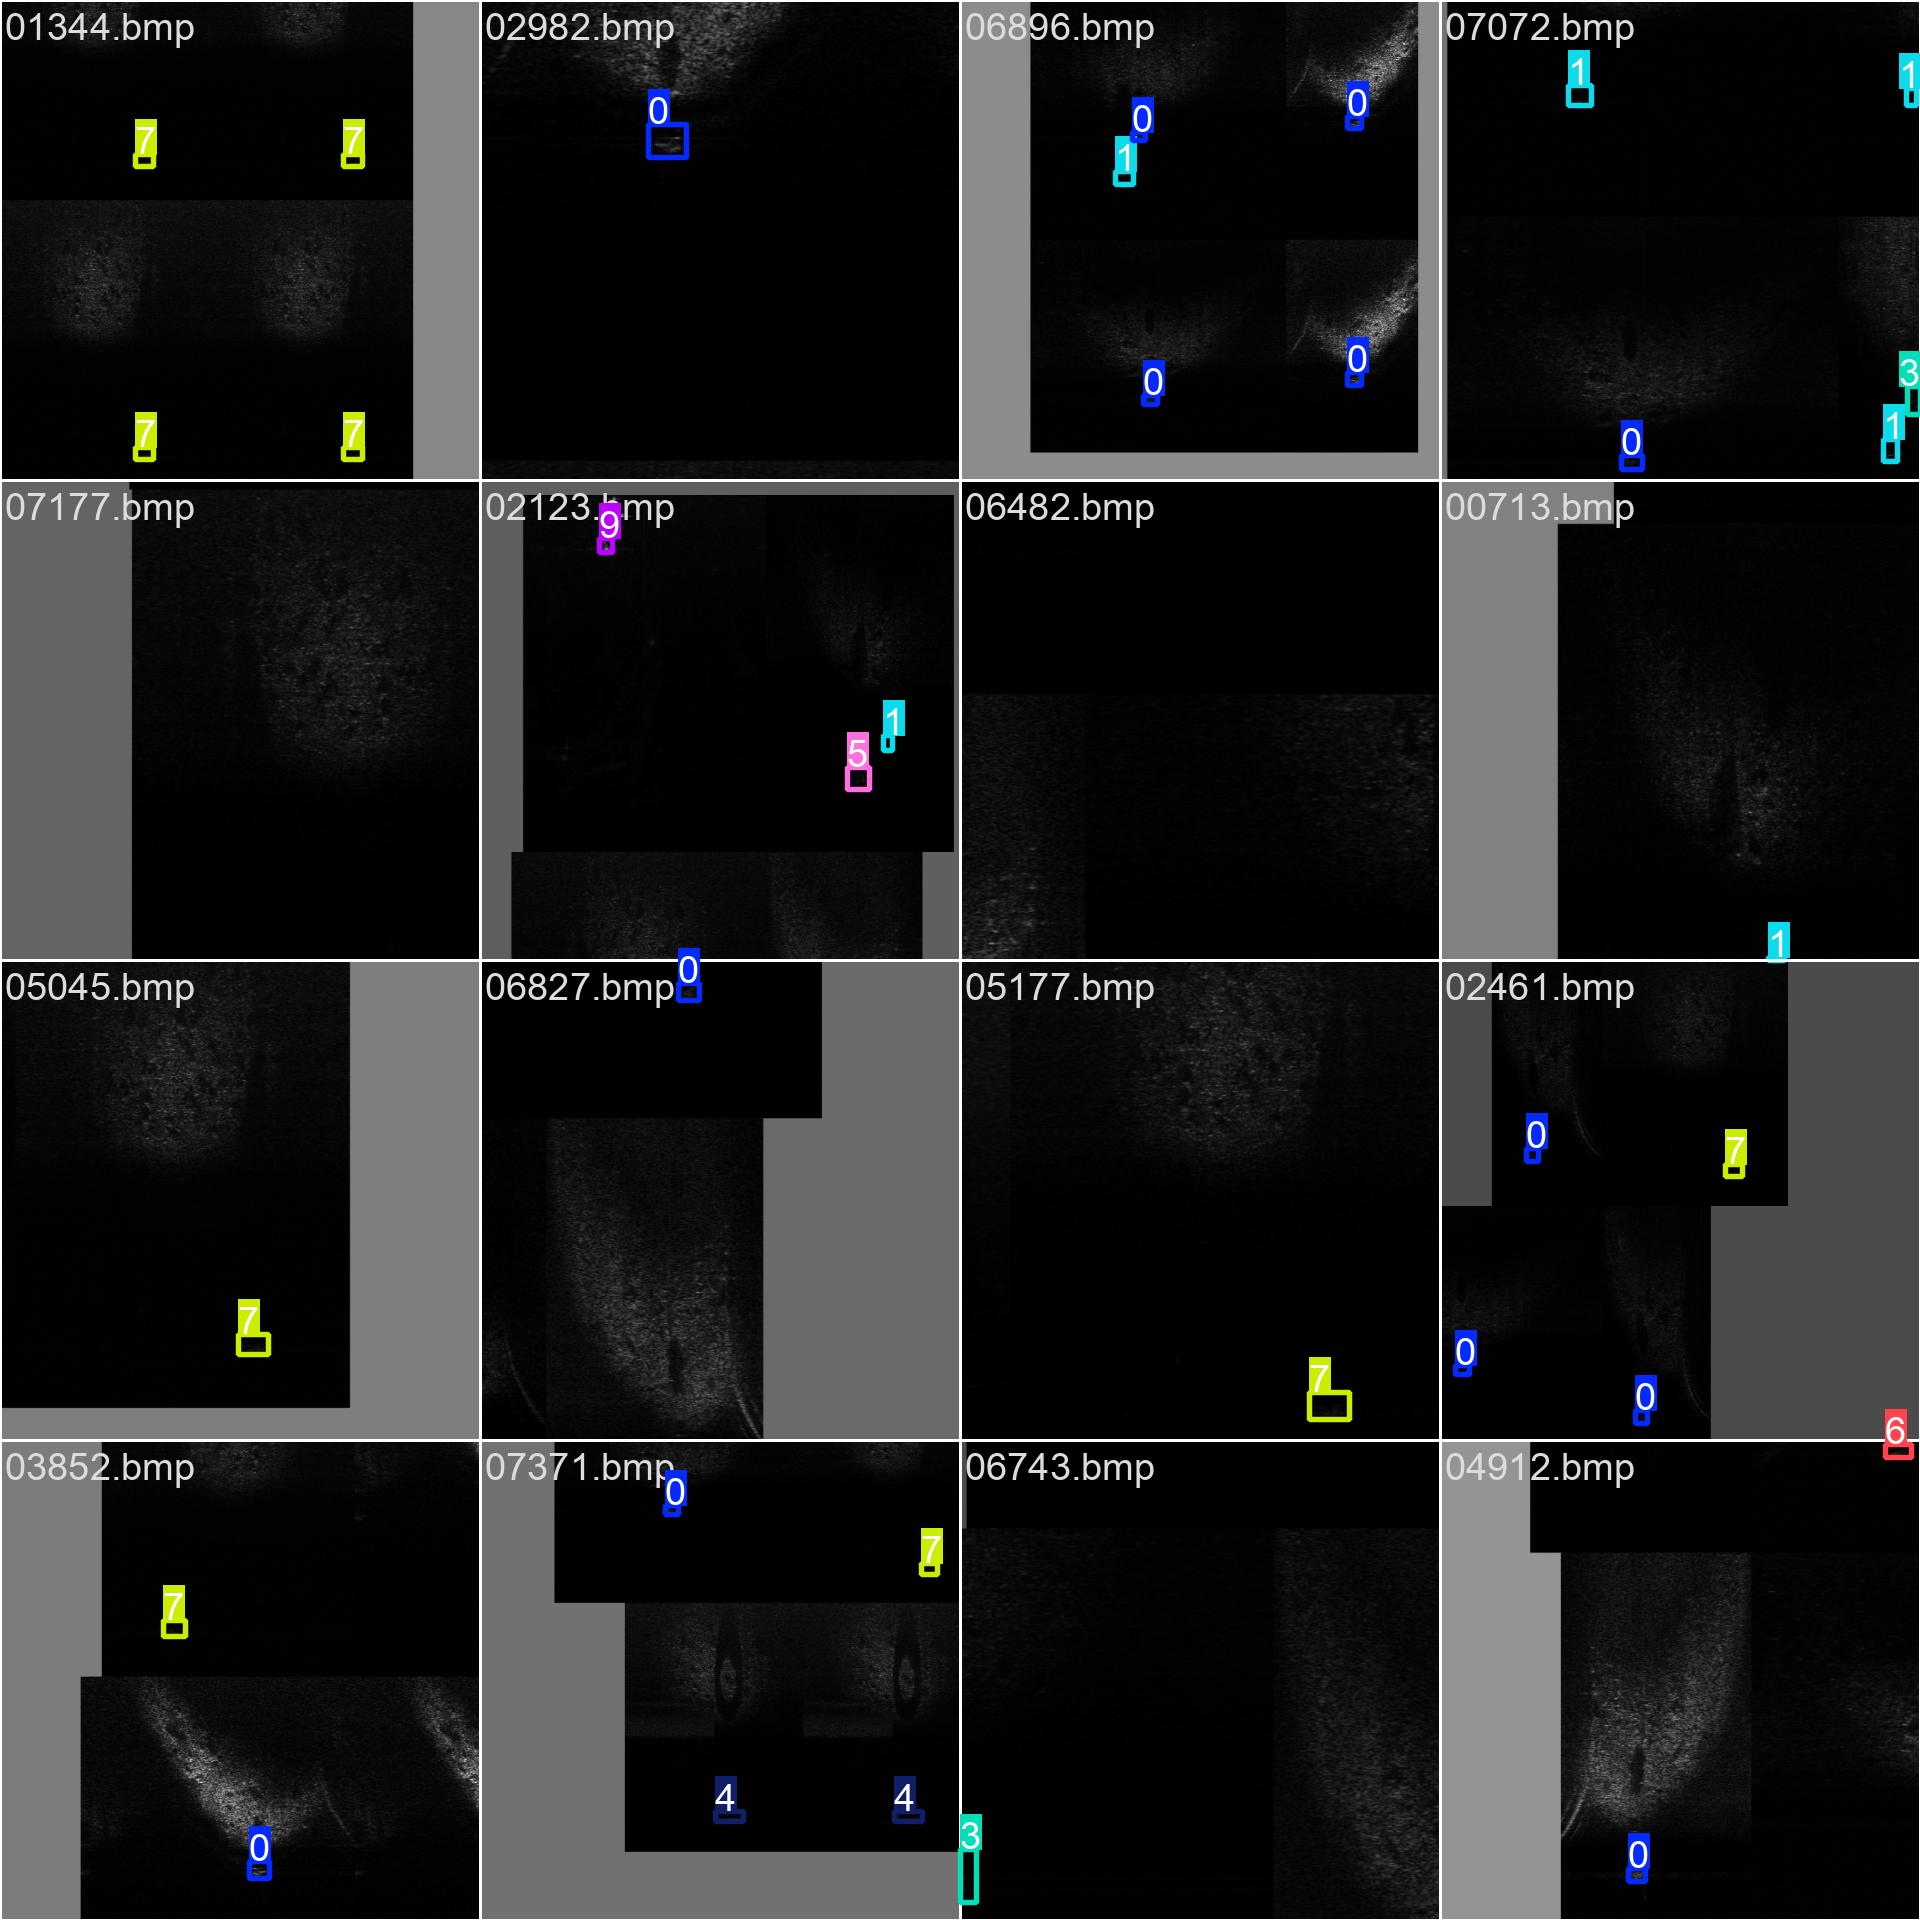 01344.bmp 02982.bmp 06896.bmp 07072.bmp
1 1
0 0 0
7 7 1
0 0 3
7 7 0 1
07177.bmp 02123.bmp 06482.bmp 00713.bmp
9
1
5
1
05045.bmp 06827.bmp 05177.bmp 02461.bmp
0
0 7
7 7 0
0
6
03852.bmp 07371.bmp 06743.bmp 04912.bmp
0
7 7
4 4
0 3 0